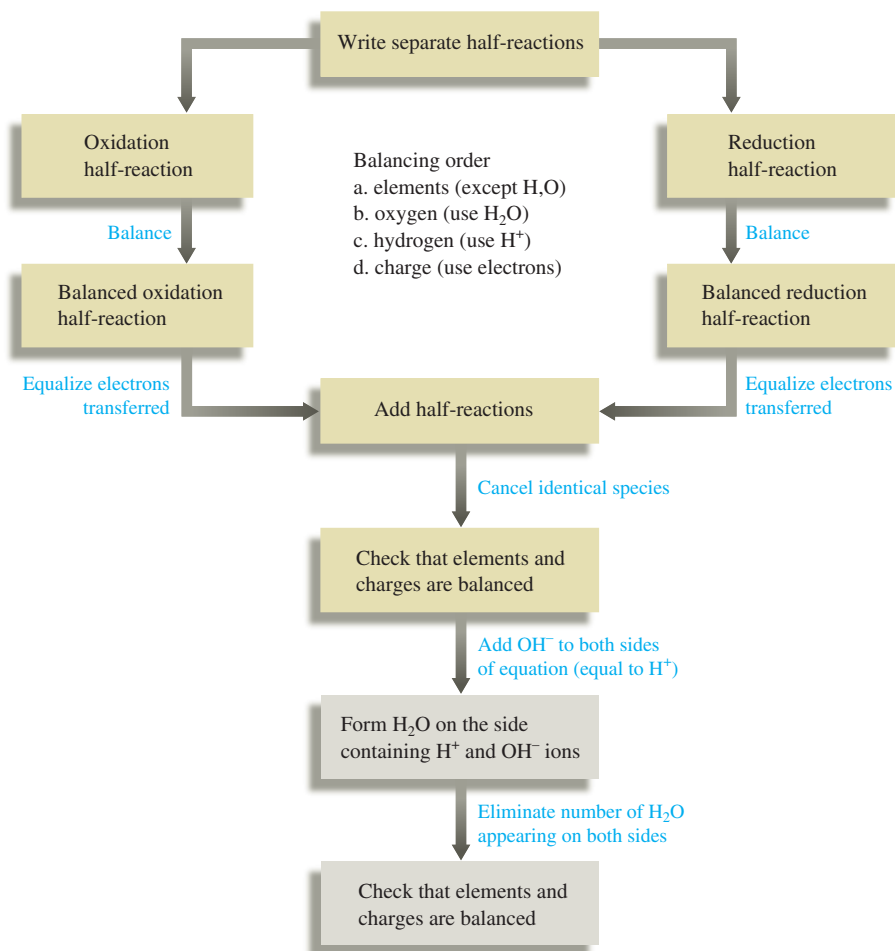 Write separate half-reactions
Oxidation
half-reaction
Reduction
half-reaction
Balancing order
a. elements (except H,O)
b. oxygen (use H₂O)
c. hydrogen (use H⁺)
d. charge (use electrons)
Balance
Balance
Balanced oxidation
half-reaction
Balanced reduction
half-reaction
Equalize electrons
transferred
Equalize electrons
transferred
Add half-reactions
Cancel identical species
Check that elements and
charges are balanced
Add OH⁻ to both sides
of equation (equal to H⁺)
Form H₂O on the side
containing H⁺ and OH⁻ ions
Eliminate number of H₂O
appearing on both sides
Check that elements and
charges are balanced